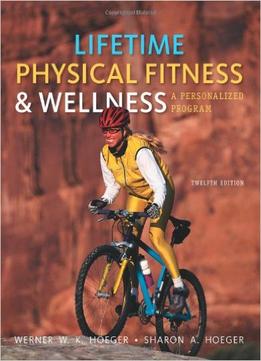 LIFETIME
PHYSICAL FITNESS
& WELLNESS
A PERSONALIZED
PROGRAM
TWELFTH EDITION
WERNER W. K. HOEGER • SHARON A. HOEGER